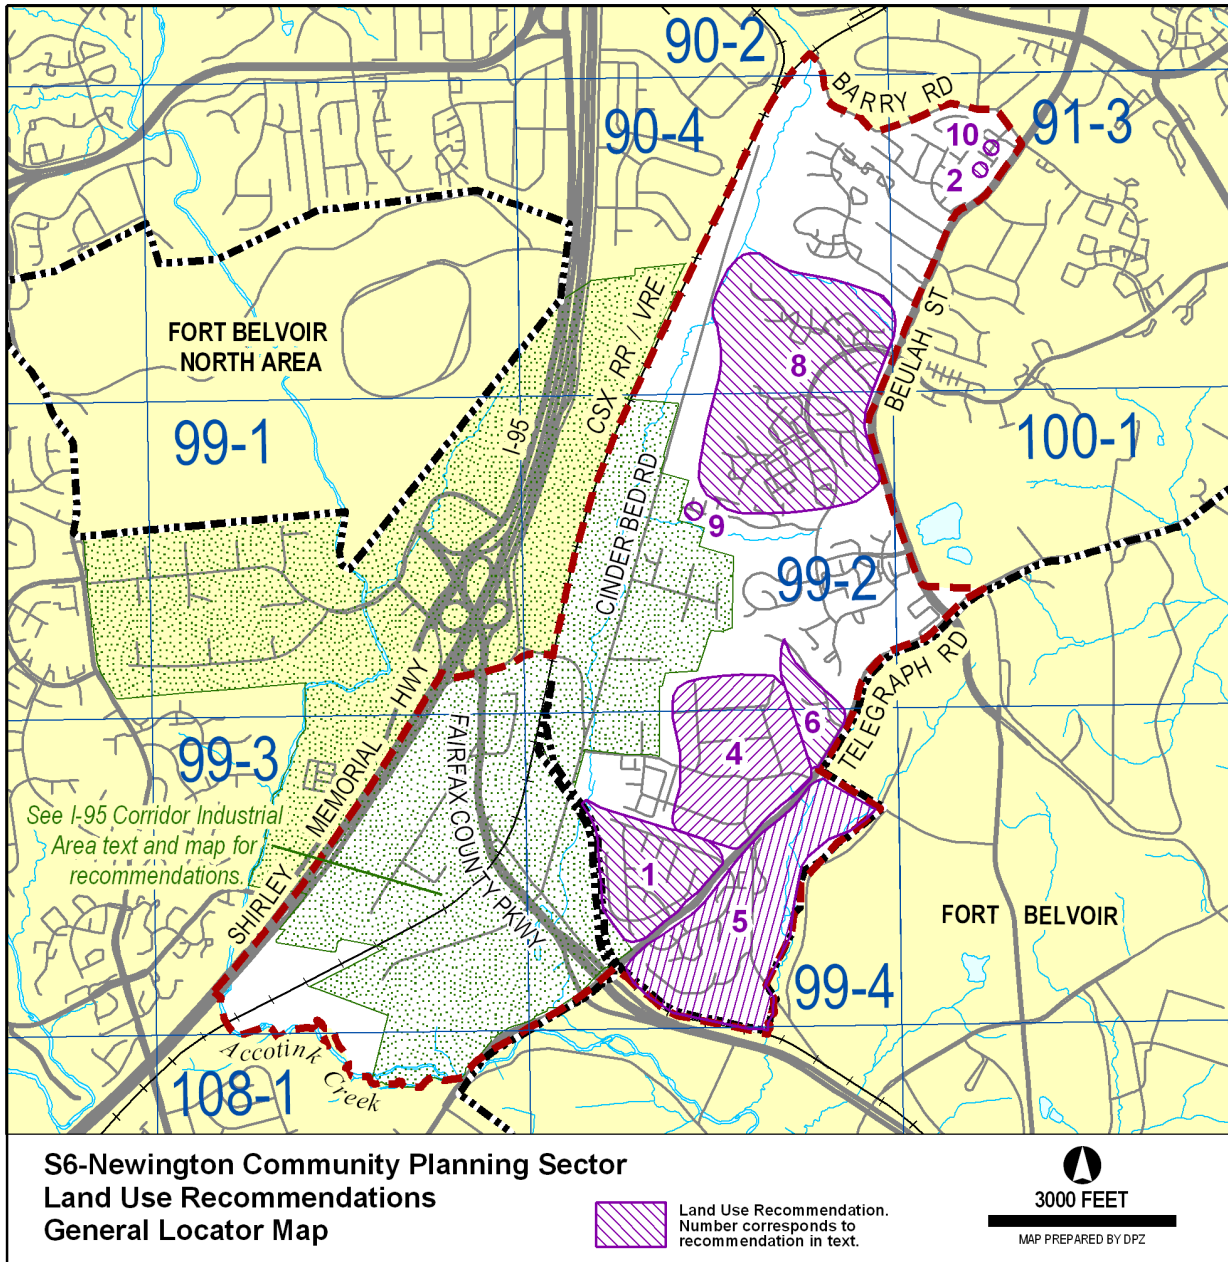 90-2
BARRY RD
90-4
91-3
10
2
FORT BELVOIR
NORTH AREA
CSX RR / VRE
BEULAH ST
8
I-95
99-1
100-1
CINDER BED RD
9
99-2
SHIRLEY MEMORIAL HWY
FAIRFAX COUNTY PKWY
TELEGRAPH RD
6
4
99-3
See I-95 Corridor Industrial
Area text and map for
recommendations.
1
5
FORT BELVOIR
99-4
Accotink Creek
108-1
S6-Newington Community Planning Sector
Land Use Recommendations
General Locator Map
Land Use Recommendation.
Number corresponds to
recommendation in text.
3000 FEET
MAP PREPARED BY DPZ